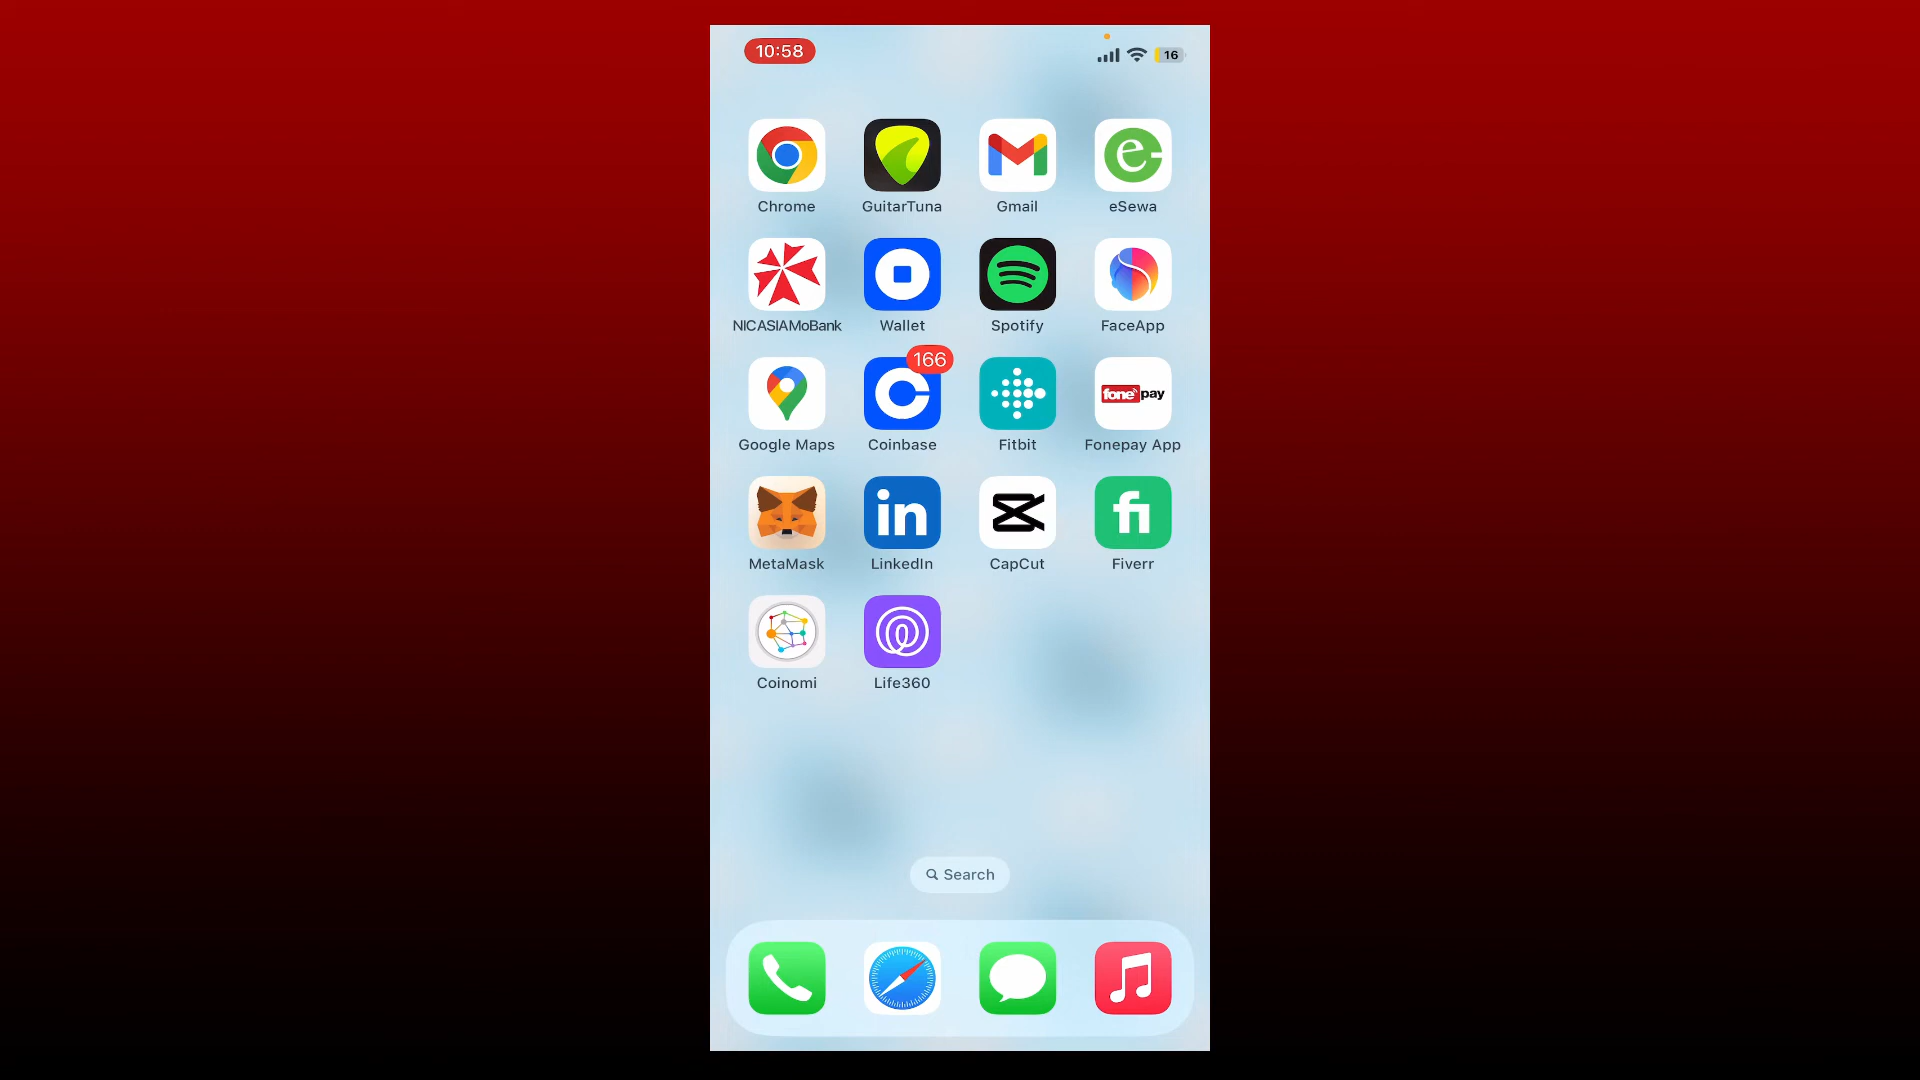 10:58
16
Chrome
GuitarTuna
Gmail
e
eSewa
NICASIAMoBank
Wallet
Spotify
FaceApp
166
fonepay
Google Maps
Coinbase
Fitbit
Fonepay App
in
fi
MetaMask
LinkedIn
CapCut
Fiverr
Coinomi
Life360
Search